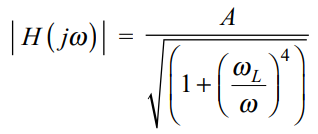 |H(jω)| = A / √((1 + (ω_L / ω)^4))